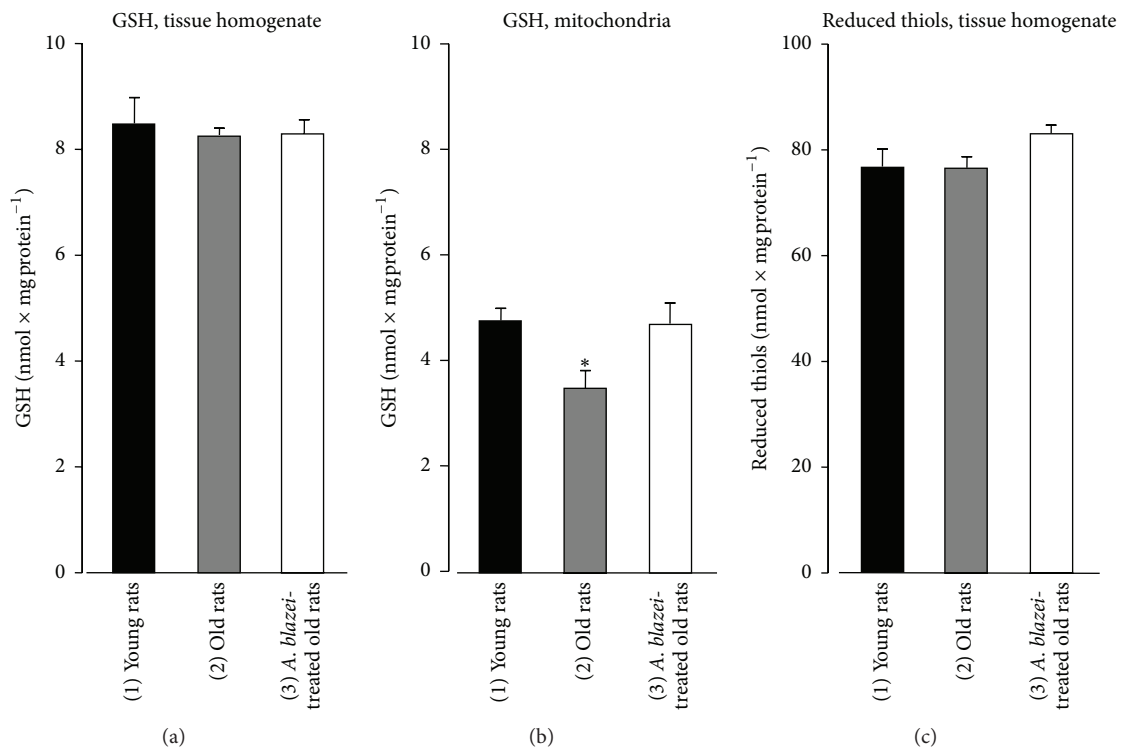 GSH, tissue homogenate
10
8
6
4
2
0
GSH (nmol × mg protein⁻¹)
(1) Young rats
(2) Old rats
(3) A. blazei-
treated old rats
(a)
GSH, mitochondria
10
8
6
4
2
0
GSH (nmol × mg protein⁻¹)
*
(1) Young rats
(2) Old rats
(3) A. blazei-
treated old rats
(b)
Reduced thiols, tissue homogenate
100
80
60
40
20
0
Reduced thiols (nmol × mg protein⁻¹)
(1) Young rats
(2) Old rats
(3) A. blazei-
treated old rats
(c)